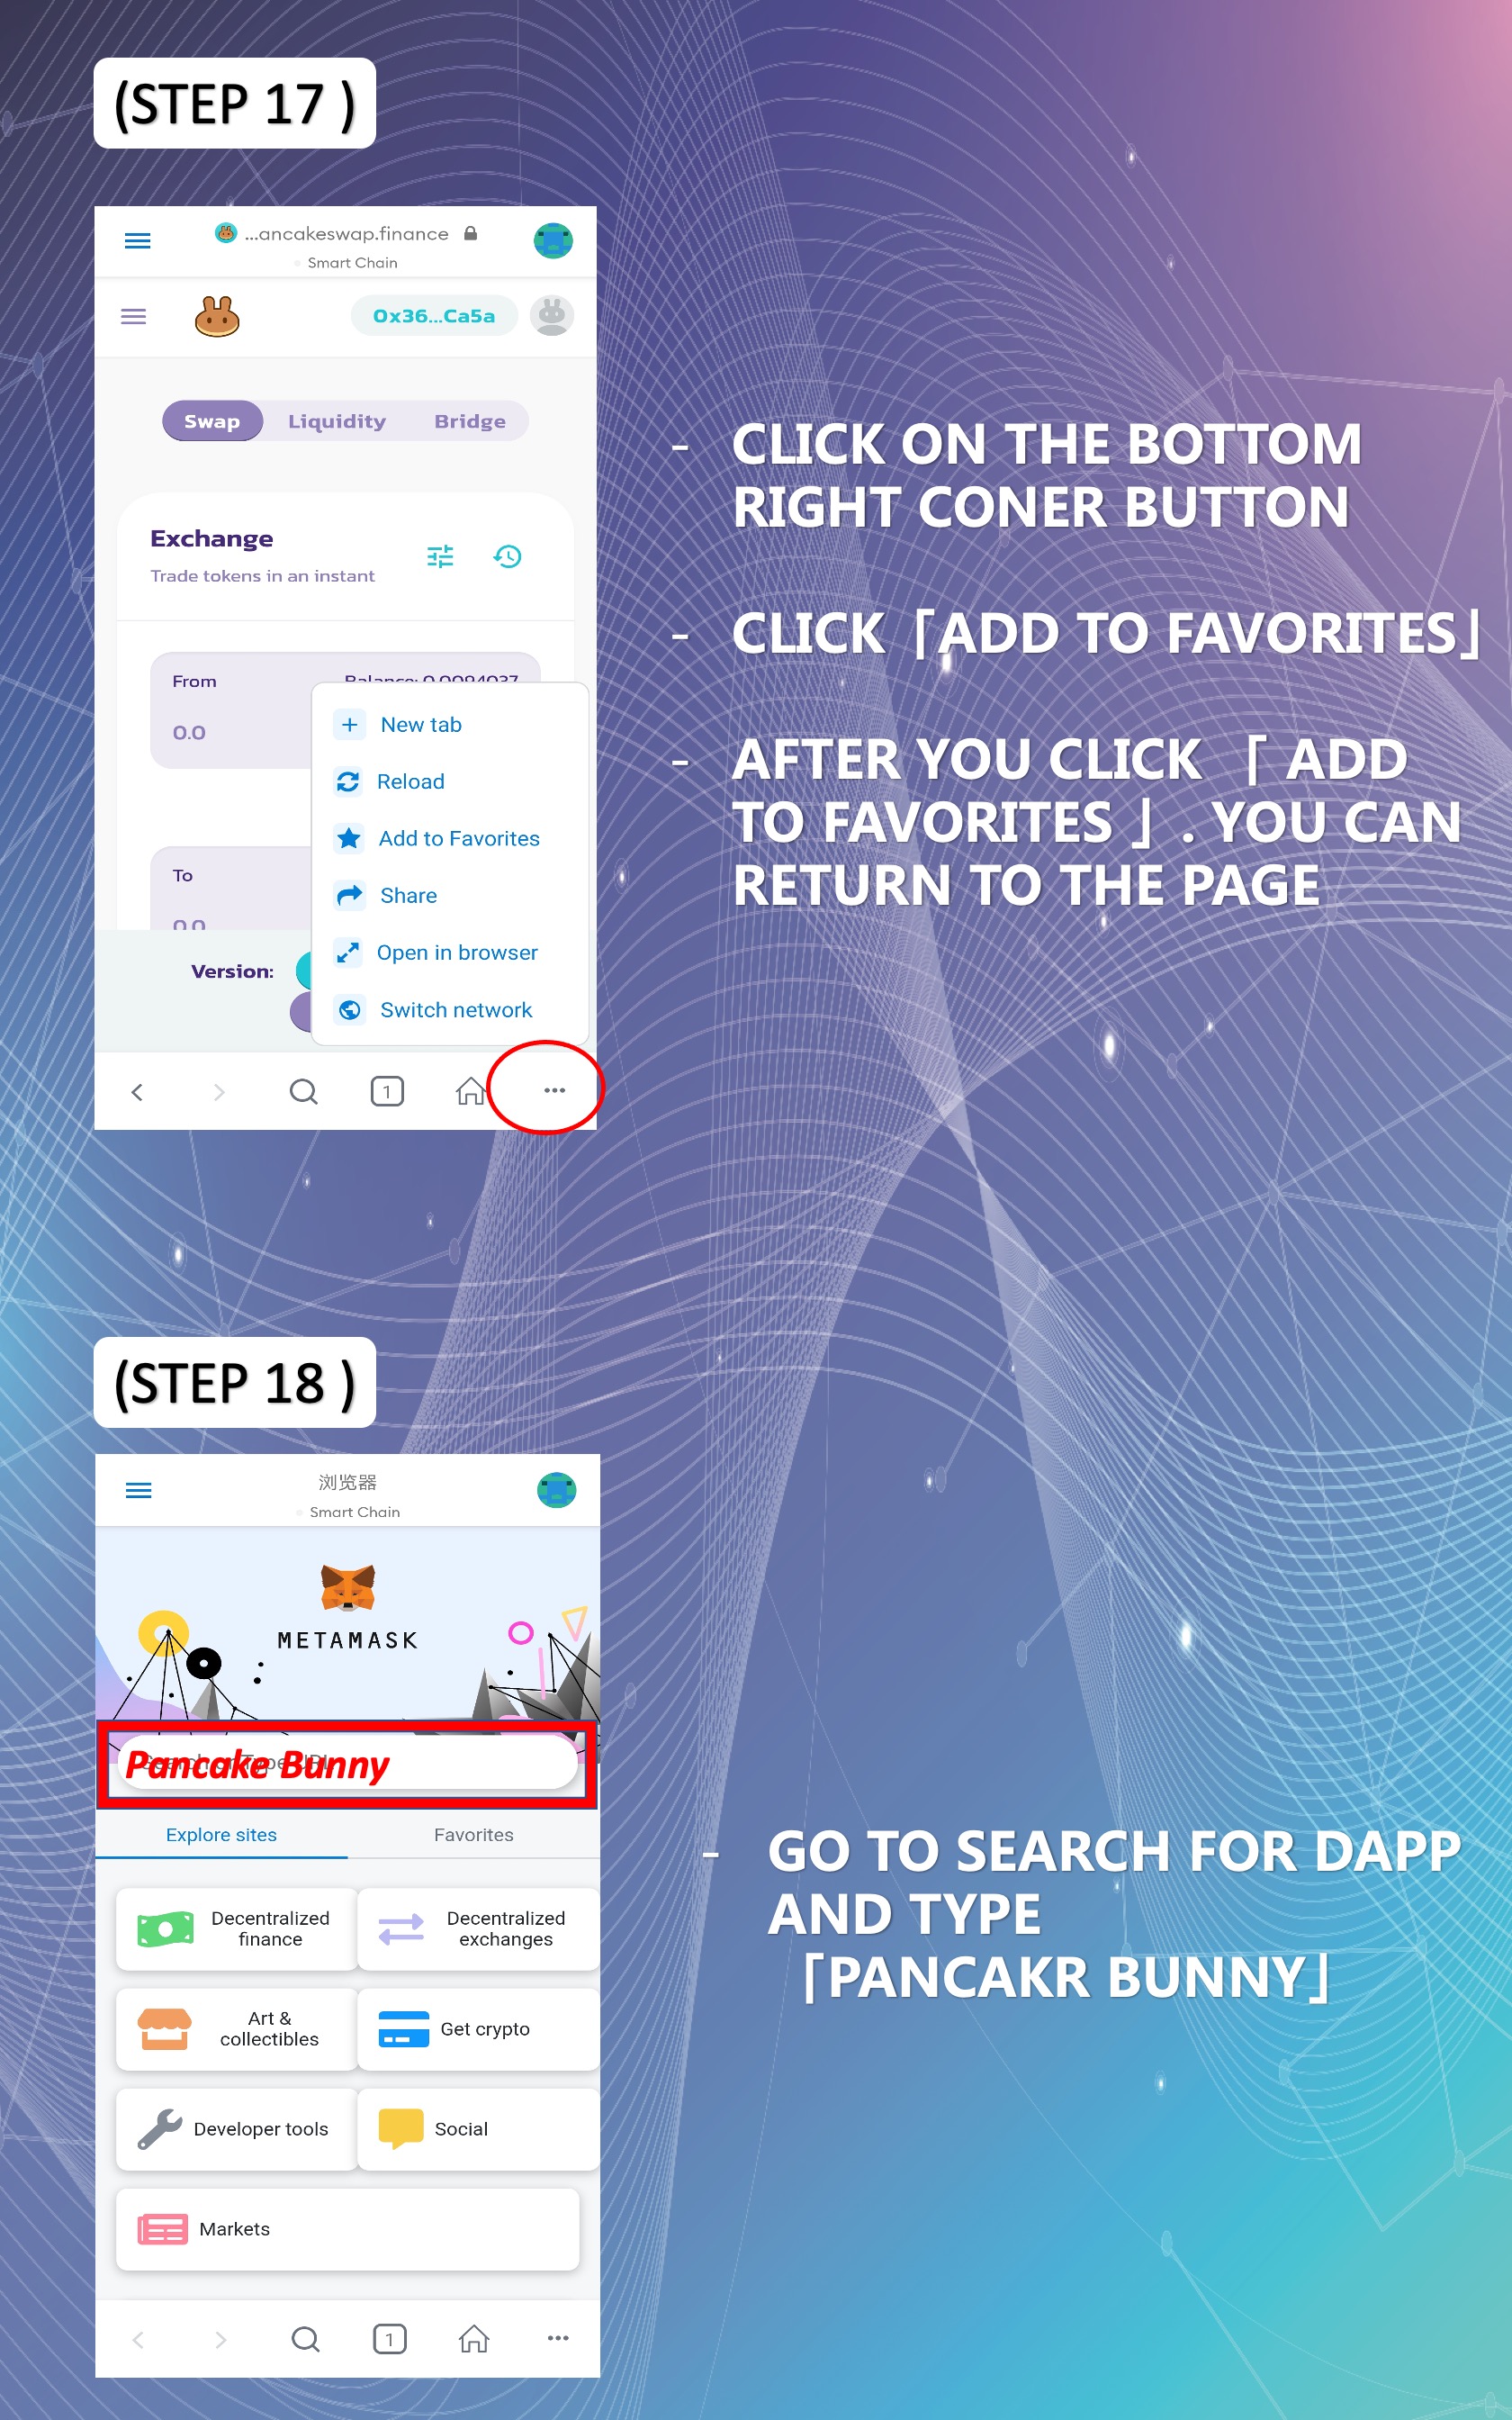 (STEP 17 )
...ancakeswap.finance
Smart Chain
0x36...Ca5a
Swap Liquidity Bridge
Exchange
Trade tokens in an instant
From Balance: 0.0094037
0.0
New tab
Reload
Add to Favorites
To
Share
0.0
Open in browser
Version:
Switch network
1
- CLICK ON THE BOTTOM
RIGHT CONER BUTTON
- CLICK「ADD TO FAVORITES」
- AFTER YOU CLICK 「 ADD
TO FAVORITES 」. YOU CAN
RETURN TO THE PAGE
(STEP 18 )
浏览器
Smart Chain
METAMASK
Pancake Bunny
Explore sites Favorites
Decentralized
finance
Decentralized
exchanges
Art &
collectibles
Get crypto
Developer tools
Social
Markets
1
- GO TO SEARCH FOR DAPP
AND TYPE
「PANCAKR BUNNY」